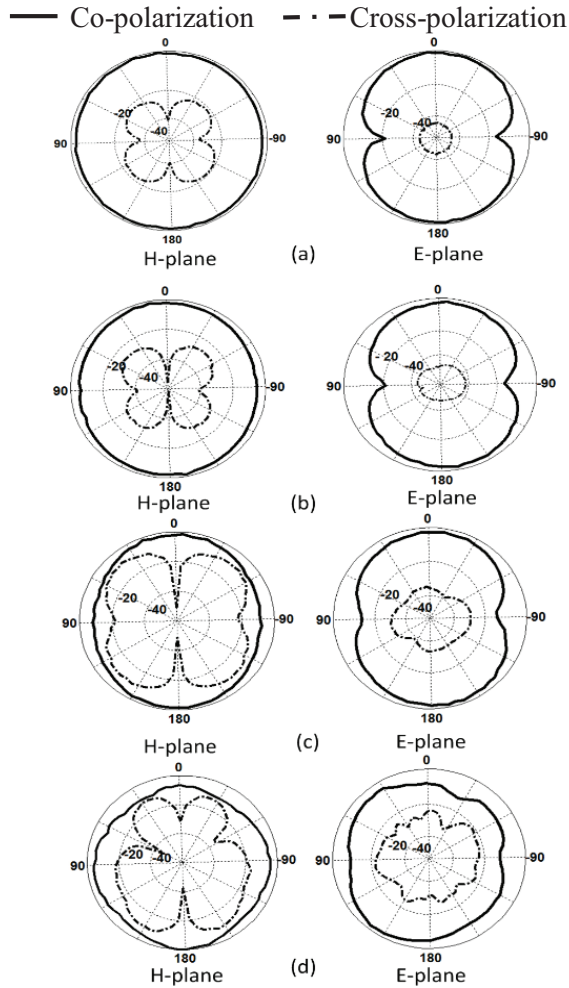 Co-polarization Cross-polarization
0 0
-20 -40 -20 -40
90 -90 90 -90
180 180
H-plane (a) E-plane
0 0
-20 -40 -20 -40
90 -90 90 -90
180 180
H-plane (b) E-plane
0 0
-20 -40 -20 -40
90 -90 90 -90
180 180
H-plane (c) E-plane
0 0
-20 -40 -20 -40
90 -90 90 -90
180 180
H-plane (d) E-plane